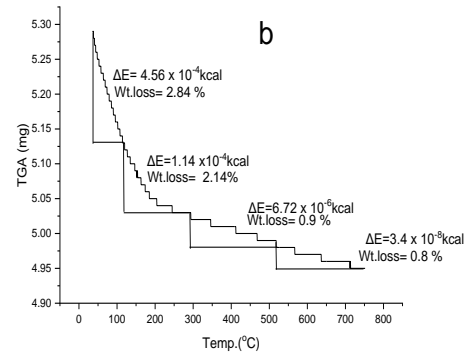 b
5.30
5.25
5.20
5.15
5.10
5.05
5.00
4.95
4.90
TGA (mg)
ΔE= 4.56 x 10⁻⁴kcal
Wt.loss= 2.84 %
ΔE=1.14 x10⁻⁴kcal
Wt.loss= 2.14%
ΔE=6.72 x 10⁻⁶kcal
Wt.loss= 0.9 %
ΔE=3.4 x 10⁻⁸kcal
Wt.loss= 0.8 %
0 100 200 300 400 500 600 700 800
Temp.(°C)